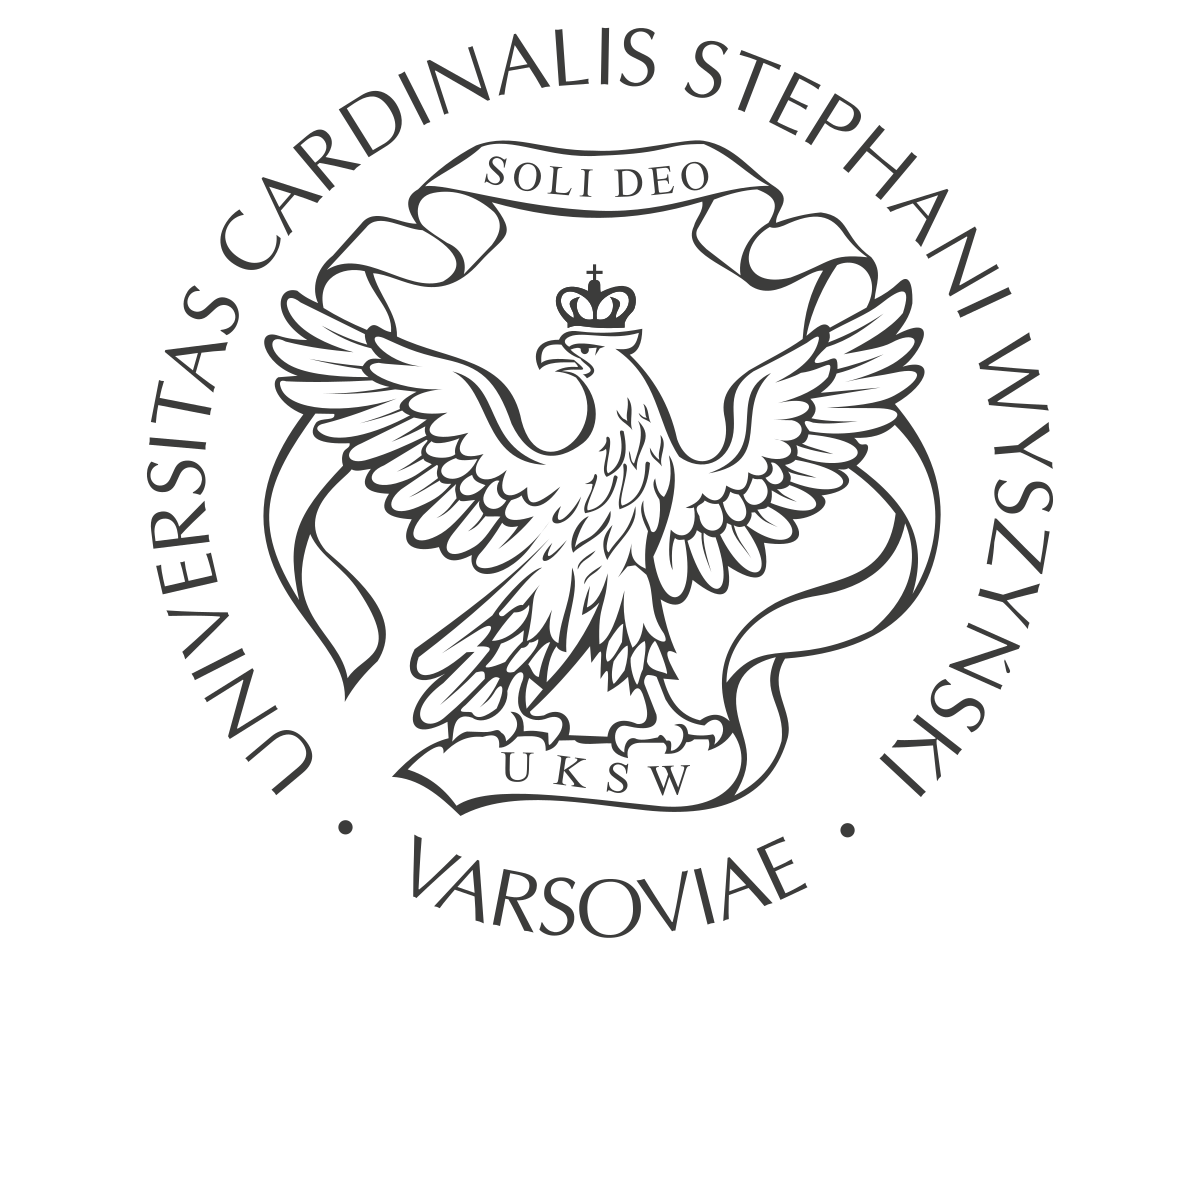 UNIVERSITAS CARDINALIS STEPHANI WYSZYŃSKI
SOLI DEO
UKSW
• VARSOVIAE •